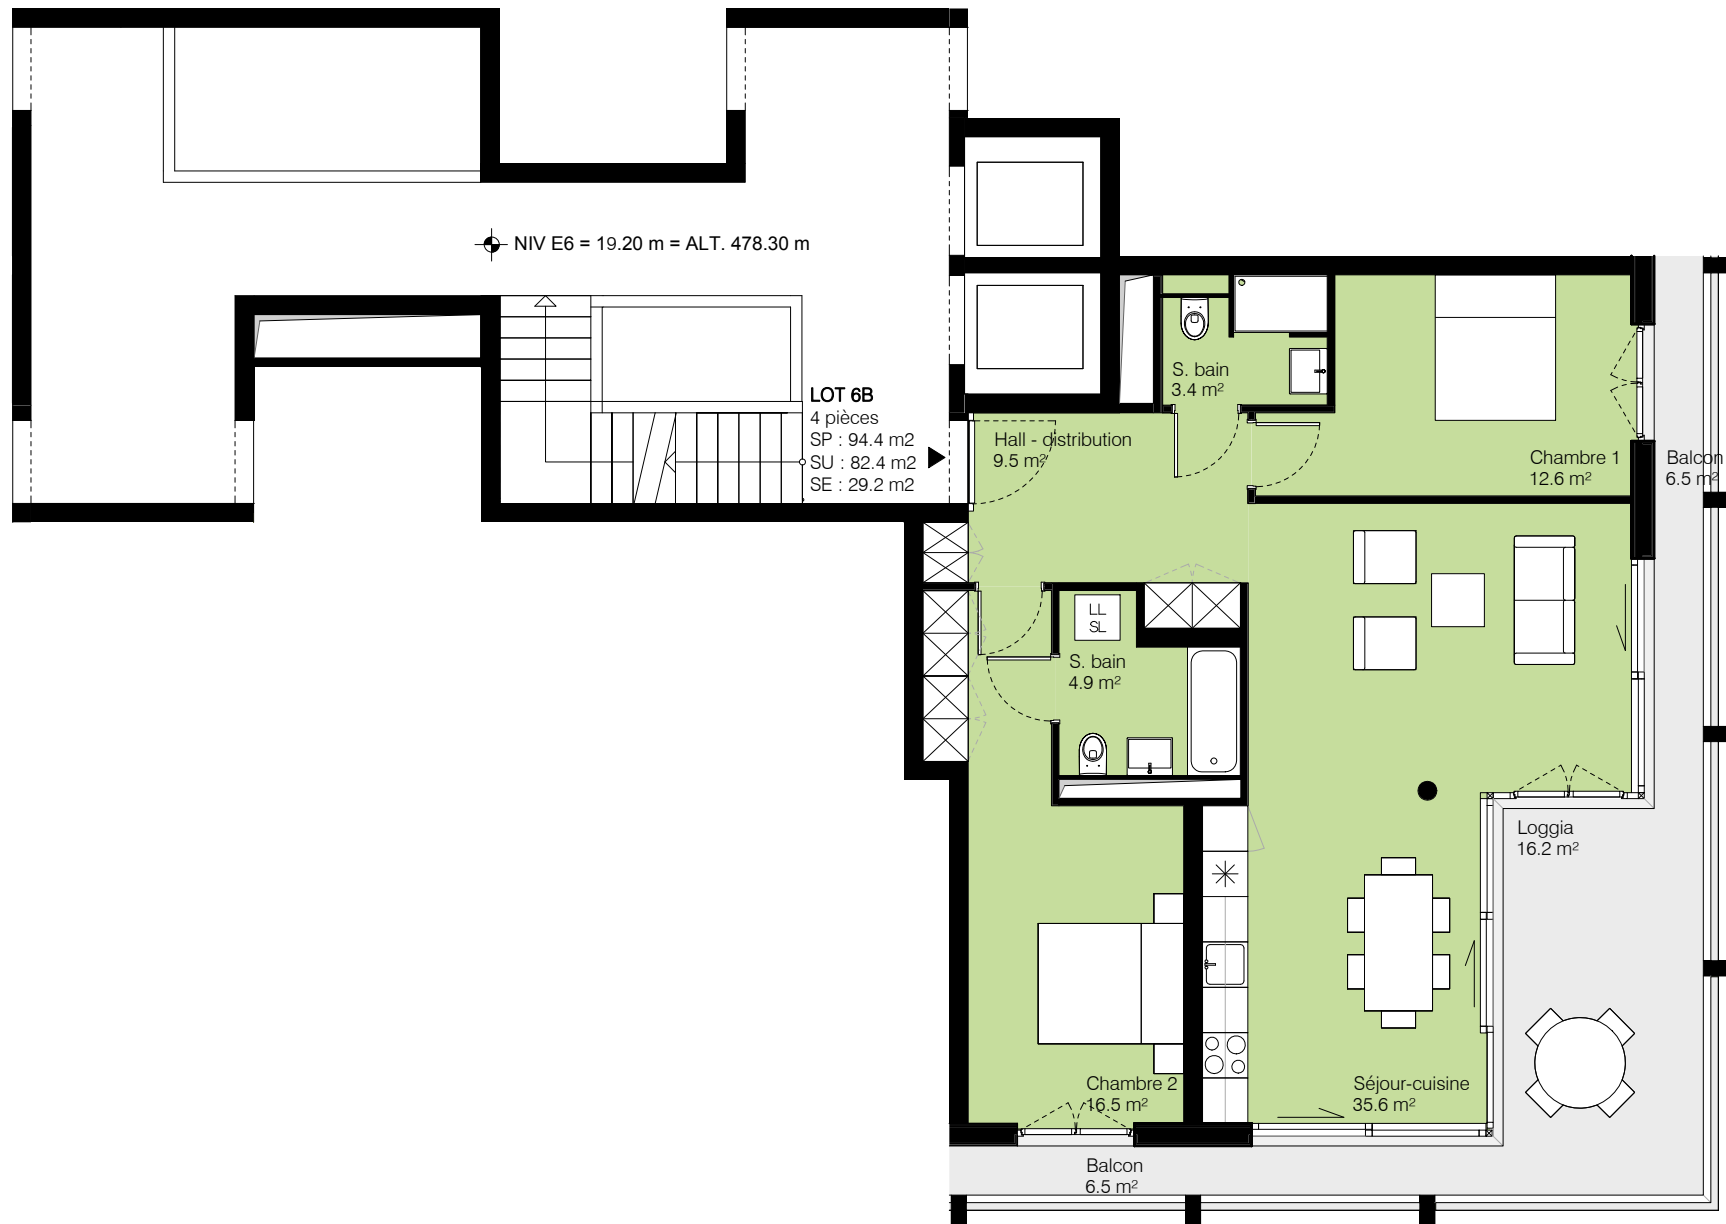 NIV E6 = 19.20 m = ALT. 478.30 m
LOT 6B
4 pièces
SP : 94.4 m2
SU : 82.4 m2
SE : 29.2 m2
S. bain
3.4 m²
Hall - distribution
9.5 m²
Chambre 1
12.6 m²
Balcon
6.5 m²
LL
SL
S. bain
4.9 m²
Loggia
16.2 m²
Chambre 2
16.5 m²
Séjour-cuisine
35.6 m²
Balcon
6.5 m²